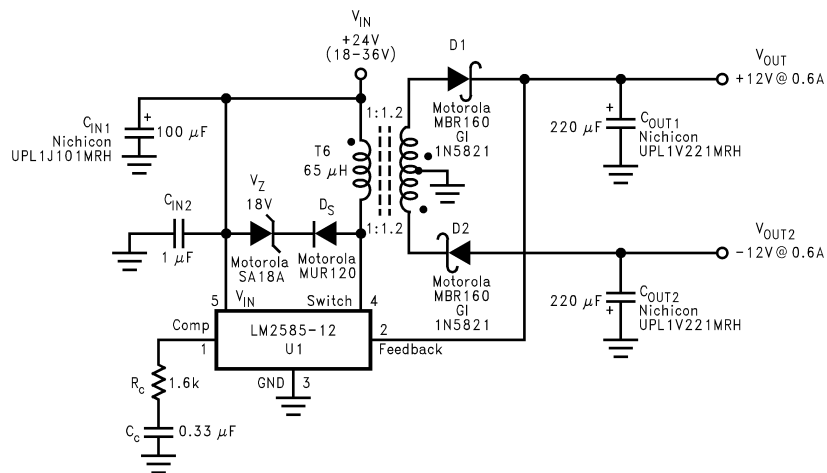 V_IN
+24V
(18-36V)
D1
V_OUT
+12V@0.6A
C_IN1
Nichicon
UPL1J101MRH
+
100 μF
1:1.2
T6
65 μH
Motorola
MBR160
GI
1N5821
+
220 μF
C_OUT1
Nichicon
UPL1V221MRH
C_IN2
1 μF
V_Z
18V
D_S
Motorola
SA18A
Motorola
MUR120
1:1.2
D2
Motorola
MBR160
GI
1N5821
V_OUT2
-12V@0.6A
220 μF
+
C_OUT2
Nichicon
UPL1V221MRH
5
V_IN
Switch
4
Comp
1
LM2585-12
U1
2
Feedback
GND
3
R_c
1.6k
C_c
0.33 μF